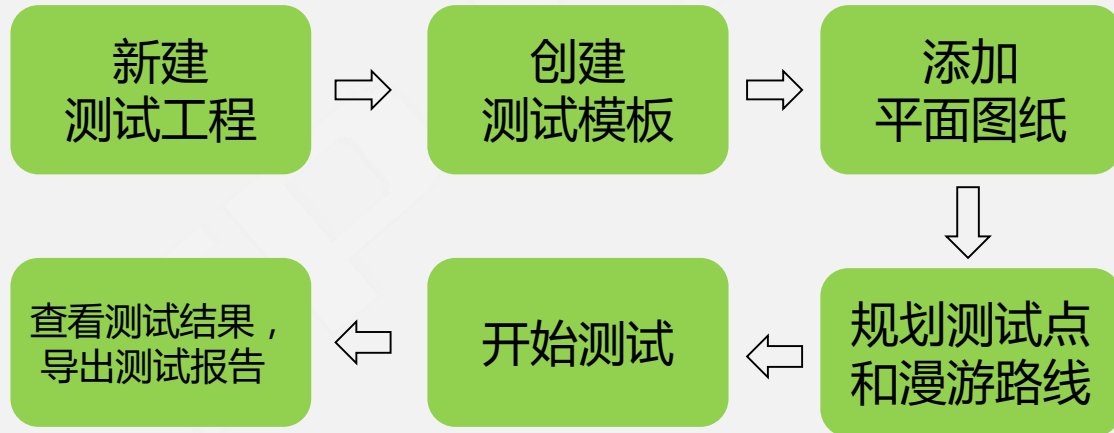 新建
测试工程
创建
测试模板
添加
平面图纸
规划测试点
和漫游路线
开始测试
查看测试结果，
导出测试报告